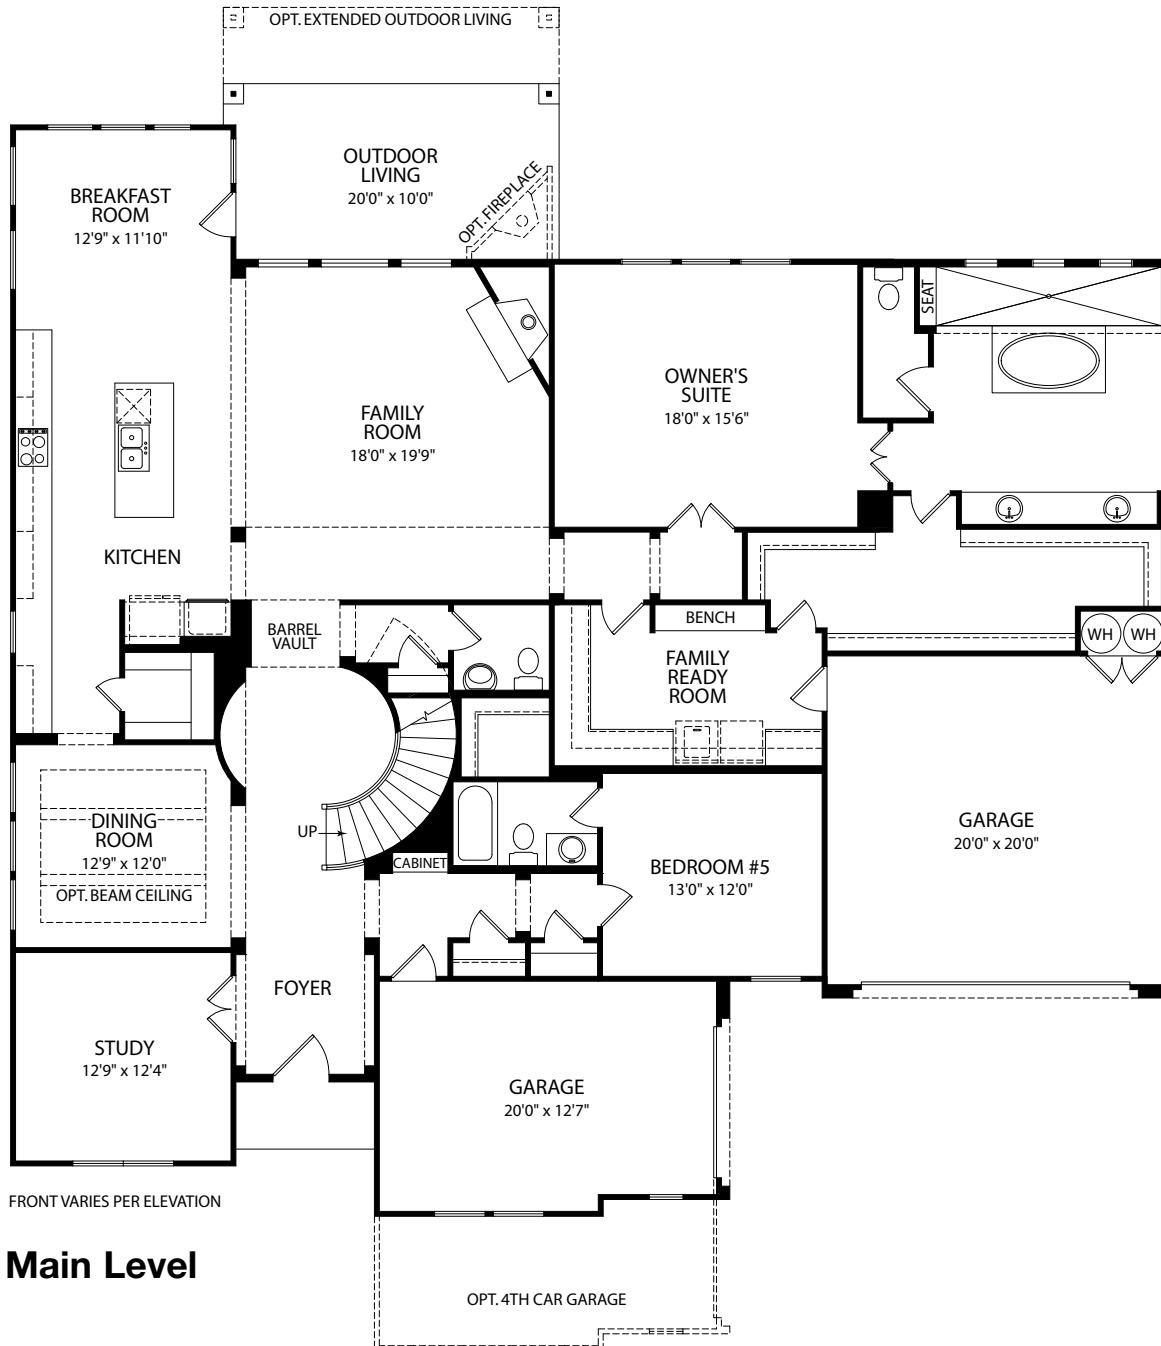 OPT. EXTENDED OUTDOOR LIVING
OUTDOOR
LIVING
20'0" x 10'0"
OPT. FIREPLACE
BREAKFAST
ROOM
12'9" x 11'10"
SEAT
OWNER'S
SUITE
18'0" x 15'6"
FAMILY
ROOM
18'0" x 19'9"
KITCHEN
BARREL
VAULT
BENCH
WH
WH
FAMILY
READY
ROOM
UP
DINING
ROOM
12'9" x 12'0"
OPT. BEAM CEILING
CABINET
BEDROOM #5
13'0" x 12'0"
GARAGE
20'0" x 20'0"
FOYER
STUDY
12'9" x 12'4"
GARAGE
20'0" x 12'7"
FRONT VARIES PER ELEVATION
Main Level
OPT. 4TH CAR GARAGE